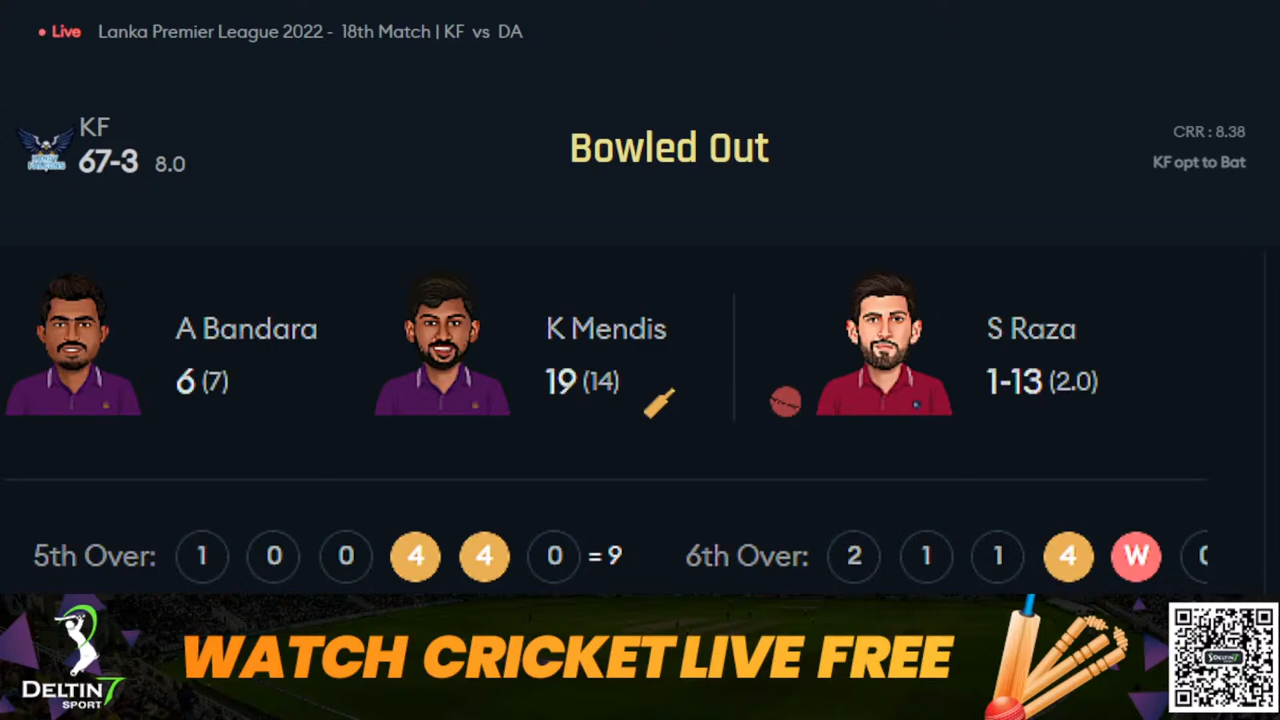 • Live Lanka Premier League 2022 - 18th Match | KF vs DA
KF
67-3 8.0
Bowled Out
CRR : 8.38
KF opt to Bat
A Bandara
6 (7)
K Mendis
19 (14)
S Raza
1-13 (2.0)
5th Over: 1 0 0 4 4 0 = 9
6th Over: 2 1 1 4 W
WATCH CRICKET LIVE FREE
DELTIN7
SPORT